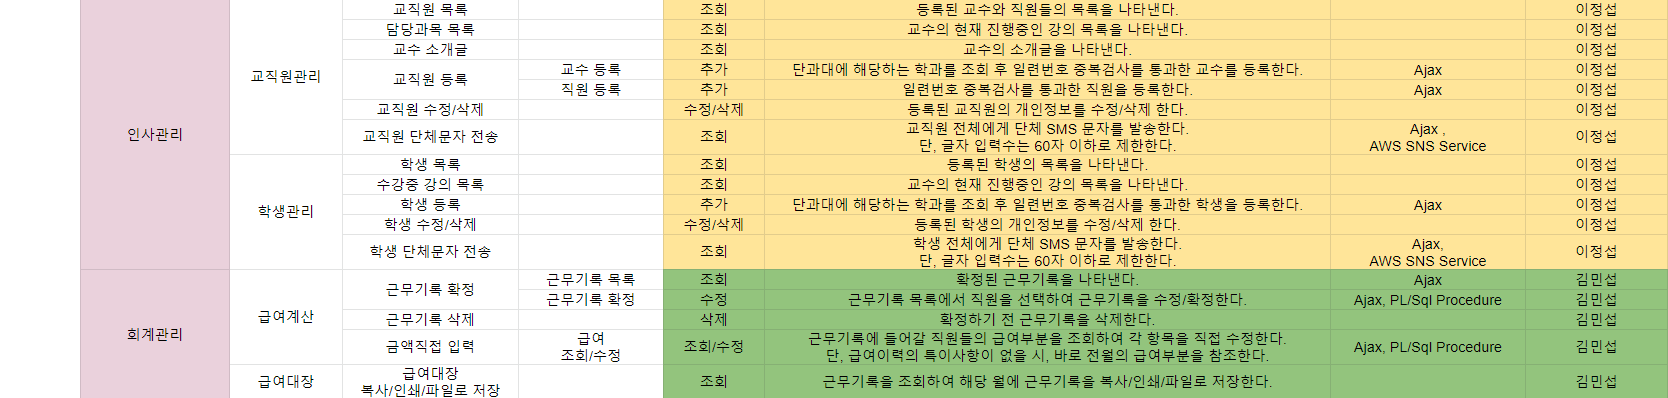 교직원 목록 조회 등록된 교수와 직원들의 목록을 나타낸다. 이정섭
담당과목 목록 조회 교수의 현재 진행중인 강의 목록을 나타낸다. 이정섭
교수 소개글 조회 교수의 소개글을 나타낸다. 이정섭
인사관리
교직원관리
교직원 등록
교수 등록 추가 단과대에 해당하는 학과를 조회 후 일련번호 중복검사를 통과한 교수를 등록한다. Ajax 이정섭
직원 등록 추가 일련번호 중복검사를 통과한 직원을 등록한다. Ajax 이정섭
교직원 수정/삭제 수정/삭제 등록된 교직원의 개인정보를 수정/삭제 한다. 이정섭
교직원 단체문자 전송 조회 교직원 전체에게 단체 SMS 문자를 발송한다. Ajax , 이정섭
단, 글자 입력수는 60자 이하로 제한한다. AWS SNS Service
학생관리
학생 목록 조회 등록된 학생의 목록을 나타낸다. 이정섭
수강중 강의 목록 조회 교수의 현재 진행중인 강의 목록을 나타낸다. 이정섭
학생 등록 추가 단과대에 해당하는 학과를 조회 후 일련번호 중복검사를 통과한 학생을 등록한다. Ajax 이정섭
학생 수정/삭제 수정/삭제 등록된 학생의 개인정보를 수정/삭제 한다. 이정섭
학생 단체문자 전송 조회 학생 전체에게 단체 SMS 문자를 발송한다. Ajax, 이정섭
단, 글자 입력수는 60자 이하로 제한한다. AWS SNS Service
회계관리
급여계산
근무기록 확정
근무기록 목록 조회 확정된 근무기록을 나타낸다. Ajax 김민섭
근무기록 확정 수정 근무기록 목록에서 직원을 선택하여 근무기록을 수정/확정한다. Ajax, PL/Sql Procedure 김민섭
근무기록 삭제 삭제 확정하기 전 근무기록을 삭제한다. 김민섭
금액직접 입력 급여 조회/수정 근무기록에 들어갈 직원들의 급여부분을 조회하여 각 항목을 직접 수정한다. Ajax, PL/Sql Procedure 김민섭
조회/수정 단, 급여이력의 특이사항이 없을 시, 바로 전월의 급여부분을 참조한다.
급여대장
급여대장 조회 근무기록을 조회하여 해당 월에 근무기록을 복사/인쇄/파일로 저장한다. 김민섭
복사/인쇄/파일로 저장